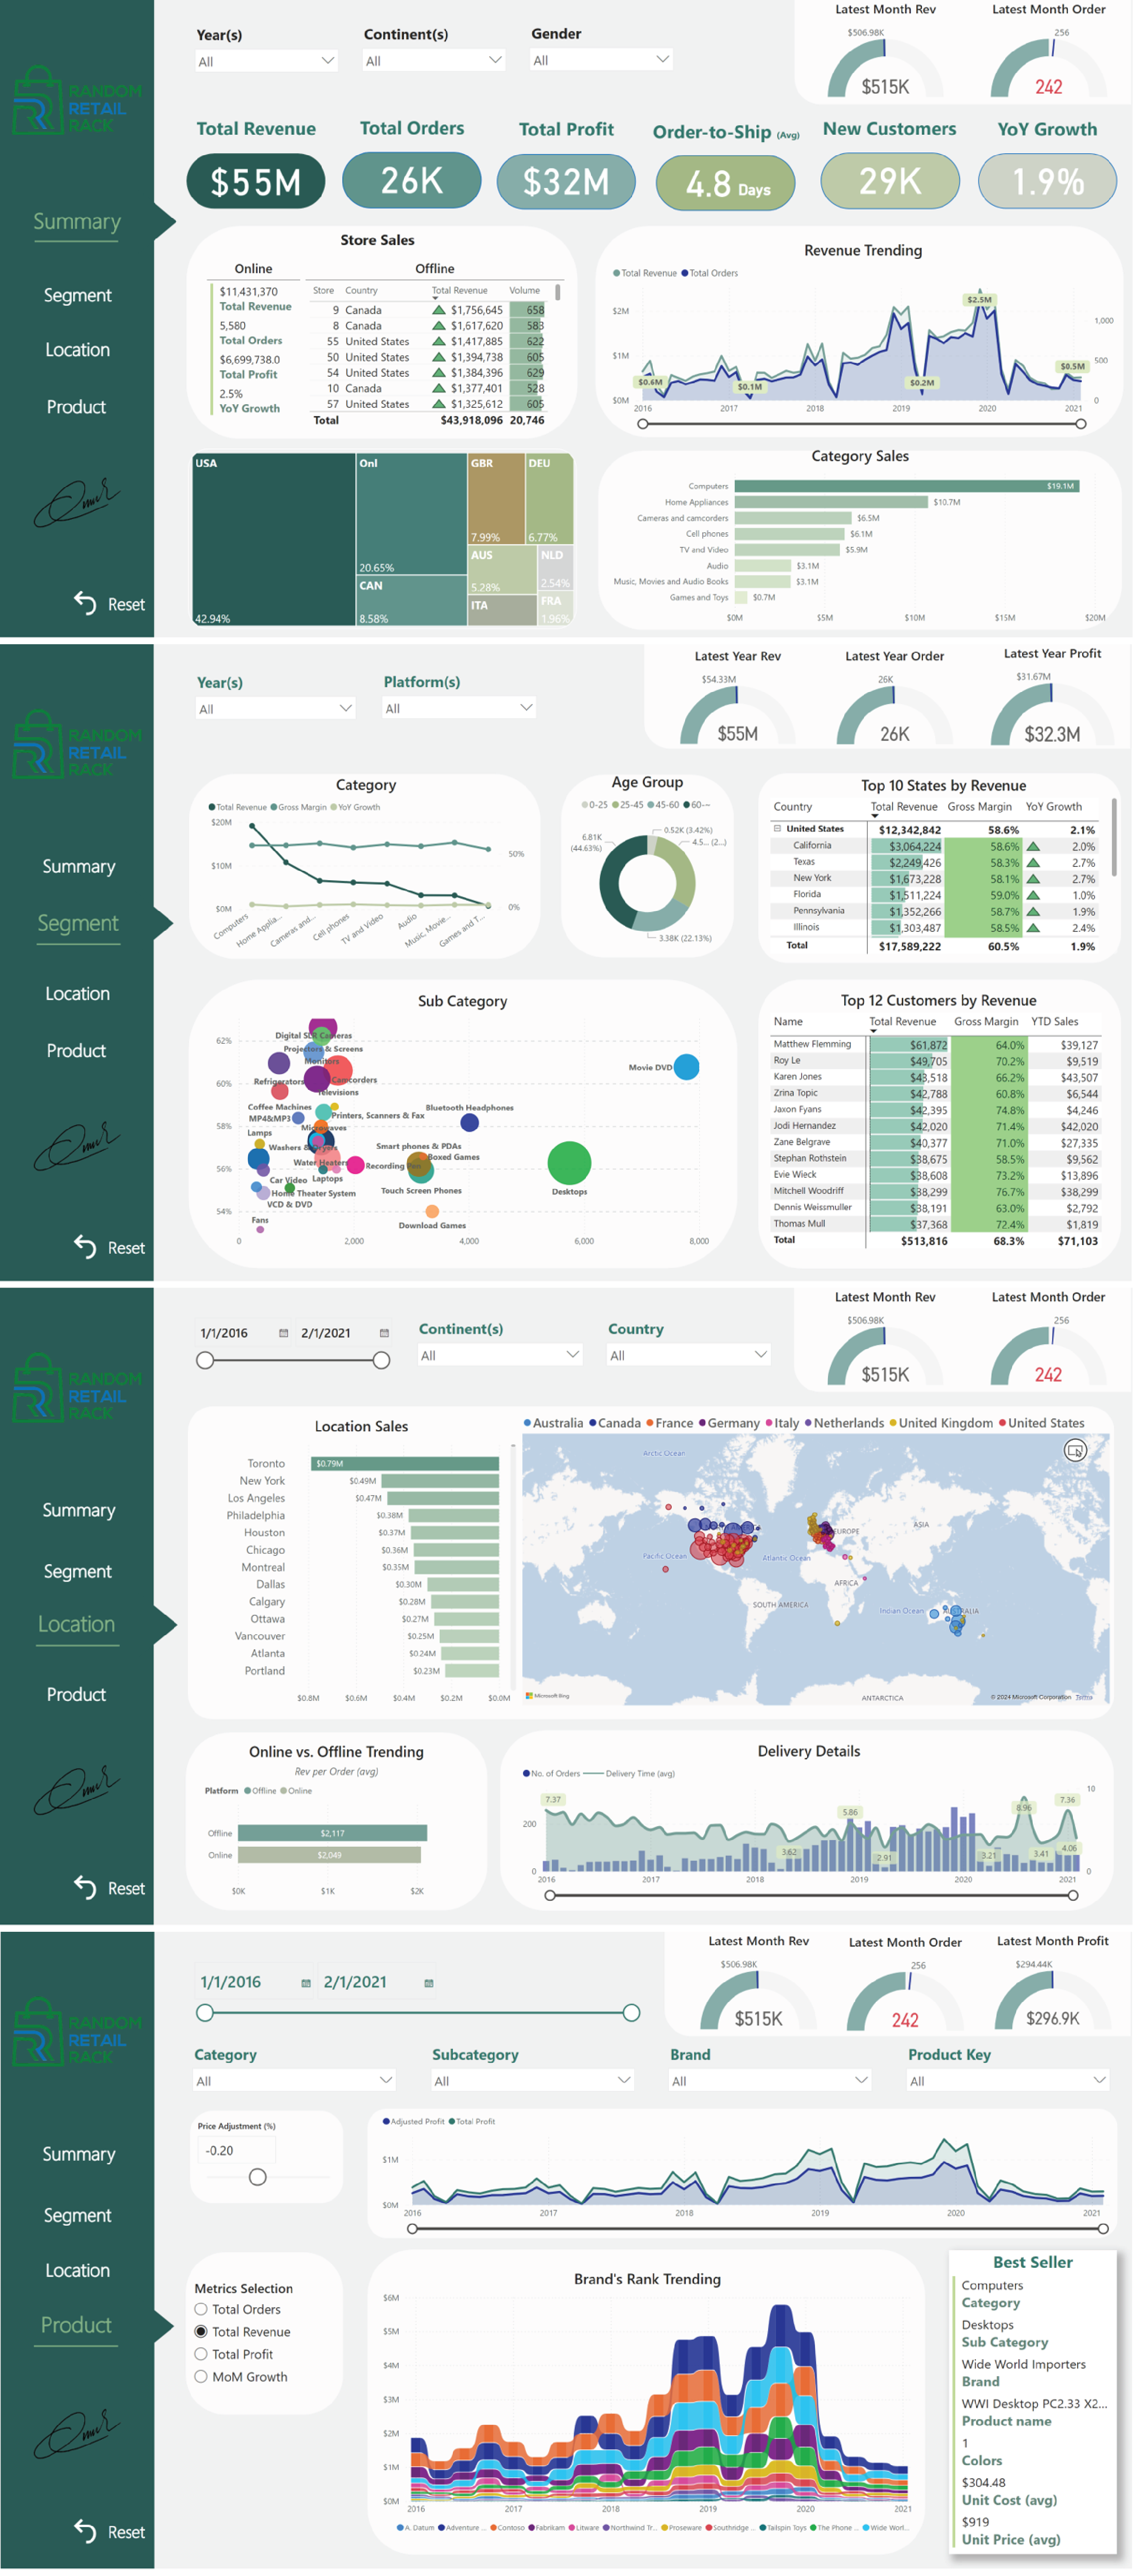 RANDOM
RETAIL
RACK
Summary
Segment
Location
Product
Reset
Year(s)
All
Continent(s)
All
Gender
All
Latest Month Rev
$506.98K
$515K
Latest Month Order
256
242
Total Revenue
$55M
Total Orders
26K
Total Profit
$32M
Order-to-Ship (Avg)
4.8 Days
New Customers
29K
YoY Growth
1.9%
Store Sales
Online
$11,431,370
Total Revenue
5,580
Total Orders
$6,699,738.0
Total Profit
2.5%
YoY Growth
Offline
Store Country Total Revenue Volume
9 Canada $1,756,645 658
8 Canada $1,617,620 583
55 United States $1,417,885 622
50 United States $1,394,738 605
54 United States $1,384,396 629
10 Canada $1,377,401 528
57 United States $1,325,612 605
Total $43,918,096 20,746
Revenue Trending
Total Revenue Total Orders
$2M
$1M
$0M
1,000
500
0
$0.6M
$0.1M
$0.2M
$2.5M
$0.5M
2016 2017 2018 2019 2020 2021
USA
42.94%
Onl
20.65%
CAN
8.58%
GBR
7.99%
DEU
6.77%
AUS
5.28%
NLD
2.54%
ITA
FRA
1.96%
Category Sales
Computers $19.1M
Home Appliances $10.7M
Cameras and camcorders $6.5M
Cell phones $6.1M
TV and Video $5.9M
Audio $3.1M
Music, Movies and Audio Books $3.1M
Games and Toys $0.7M
$0M $5M $10M $15M $20M
RANDOM
RETAIL
RACK
Summary
Segment
Location
Product
Reset
Year(s)
All
Platform(s)
All
Latest Year Rev
$54.33M
$55M
Latest Year Order
26K
26K
Latest Year Profit
$31.67M
$32.3M
Category
Total Revenue Gross Margin YoY Growth
$20M
$10M
$0M
50%
0%
Computers
Home Applia...
Cameras and...
Cell phones
TV and Video
Audio
Music, Movie...
Games and T...
Age Group
0-25 25-45 45-60 60-~
6.81K
(44.63%)
0.52K (3.42%)
4.5... (2...)
3.38K (22.13%)
Top 10 States by Revenue
Country Total Revenue Gross Margin YoY Growth
United States $12,342,842 58.6% 2.1%
California $3,064,224 58.6% 2.0%
Texas $2,249,426 58.3% 2.7%
New York $1,673,228 58.1% 2.7%
Florida $1,511,224 59.0% 1.0%
Pennsylvania $1,352,266 58.7% 1.9%
Illinois $1,303,487 58.5% 2.4%
Total $17,589,222 60.5% 1.9%
Sub Category
62%
60%
58%
56%
54%
Digital SLR Cameras
Projectors & Screens
Monitors
Movie DVD
Refrigerators
Camcorders
Televisions
Coffee Machines
Bluetooth Headphones
MP4&MP3
Printers, Scanners & Fax
Microwaves
Lamps
Washers & Dryers
Smart phones & PDAs
Boxed Games
Water Heaters
Recording Pen
Laptops
Car Video
Touch Screen Phones
Desktops
Home Theater System
VCD & DVD
Fans
Download Games
0 2,000 4,000 6,000 8,000
Top 12 Customers by Revenue
Name Total Revenue Gross Margin YTD Sales
Matthew Flemming $61,872 64.0% $39,127
Roy Le $49,705 70.2% $9,519
Karen Jones $43,518 66.2% $43,507
Zrina Topic $42,788 60.8% $6,544
Jaxon Fyans $42,395 74.8% $4,246
Jodi Hernandez $42,020 71.4% $42,020
Zane Belgrave $40,377 71.0% $27,335
Stephan Rothstein $38,675 58.5% $9,562
Evie Wieck $38,608 73.2% $13,896
Mitchell Woodriff $38,299 76.7% $38,299
Dennis Weissmuller $38,191 63.0% $2,792
Thomas Mull $37,368 72.4% $1,819
Total $513,816 68.3% $71,103
RANDOM
RETAIL
RACK
Summary
Segment
Location
Product
Reset
1/1/2016 2/1/2021
Continent(s)
All
Country
All
Latest Month Rev
$506.98K
$515K
Latest Month Order
256
242
Location Sales
Toronto $0.79M
New York $0.49M
Los Angeles $0.47M
Philadelphia $0.38M
Houston $0.37M
Chicago $0.36M
Montreal $0.35M
Dallas $0.30M
Calgary $0.28M
Ottawa $0.27M
Vancouver $0.25M
Atlanta $0.24M
Portland $0.23M
$0.8M $0.6M $0.4M $0.2M $0.0M
Australia Canada France Germany Italy Netherlands United Kingdom United States
Arctic Ocean
EUROPE
ASIA
Pacific Ocean
Atlantic Ocean
AFRICA
SOUTH AMERICA
Indian Ocean
AUSTRALIA
ANTARCTICA
Microsoft Bing
© 2024 Microsoft Corporation Terms
Online vs. Offline Trending
Rev per Order (avg)
Platform Offline Online
Offline $2,117
Online $2,049
$0K $1K $2K
Delivery Details
No. of Orders Delivery Time (avg)
200
0
10
0
7.37
3.62
5.86
2.91
3.21
8.96
3.41
7.36
4.06
2016 2017 2018 2019 2020 2021
RANDOM
RETAIL
RACK
Summary
Segment
Location
Product
Reset
1/1/2016 2/1/2021
Latest Month Rev
$506.98K
$515K
Latest Month Order
256
242
Latest Month Profit
$294.44K
$296.9K
Category
All
Subcategory
All
Brand
All
Product Key
All
Price Adjustment (%)
-0.20
Adjusted Profit Total Profit
$1M
$0M
2016 2017 2018 2019 2020 2021
Metrics Selection
Total Orders
Total Revenue
Total Profit
MoM Growth
Brand's Rank Trending
$6M
$5M
$4M
$3M
$2M
$1M
$0M
2016 2017 2018 2019 2020 2021
A. Datum Adventure ... Contoso Fabrikam Litware Northwind Tr... Proseware Southridge ... Tailspin Toys The Phone ... Wide Worl...
Best Seller
Computers
Category
Desktops
Sub Category
Wide World Importers
Brand
WWI Desktop PC2.33 X2...
Product name
1
Colors
$304.48
Unit Cost (avg)
$919
Unit Price (avg)